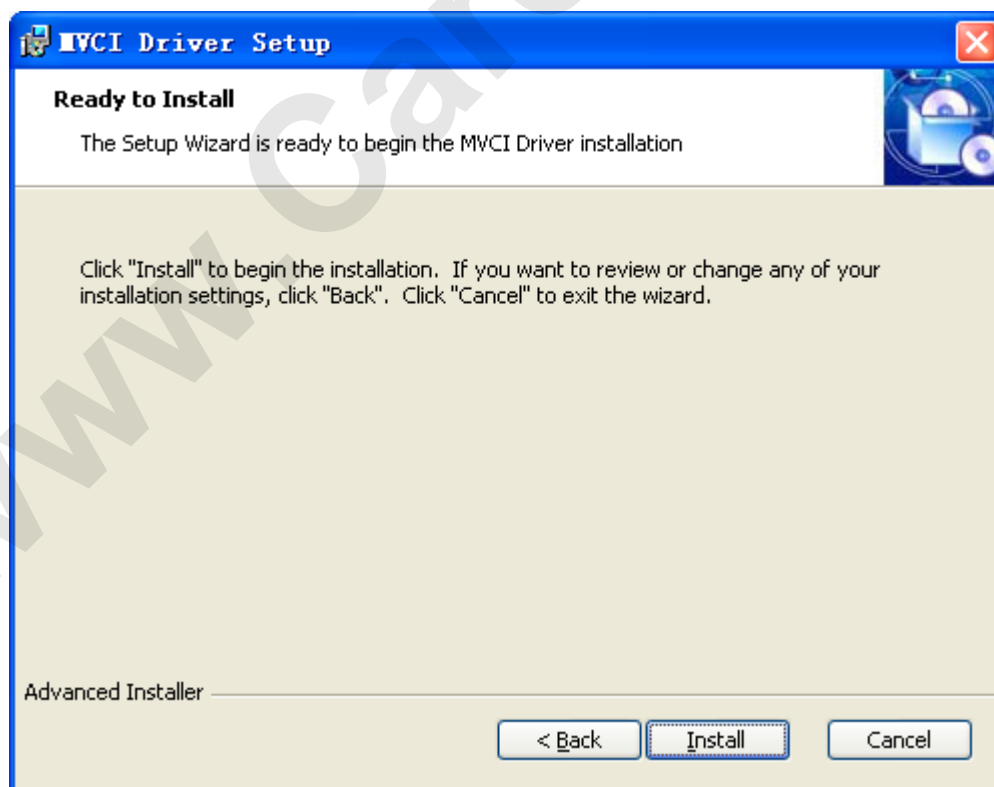 MVCI Driver Setup
Ready to Install
The Setup Wizard is ready to begin the MVCI Driver installation
Click "Install" to begin the installation. If you want to review or change any of your
installation settings, click "Back". Click "Cancel" to exit the wizard.
Advanced Installer
< Back
Install
Cancel